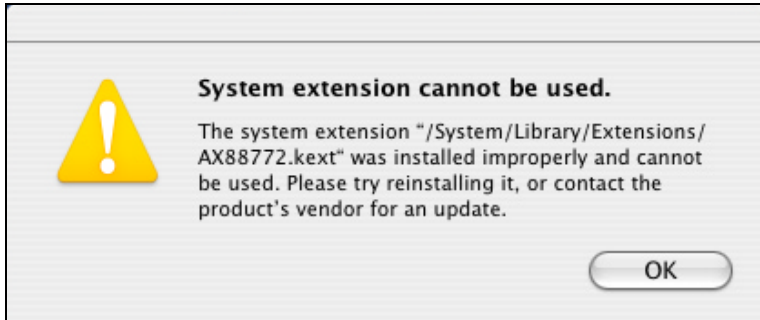 System extension cannot be used.
The system extension “/System/Library/Extensions/
AX88772.kext“ was installed improperly and cannot
be used. Please try reinstalling it, or contact the
product’s vendor for an update.
OK